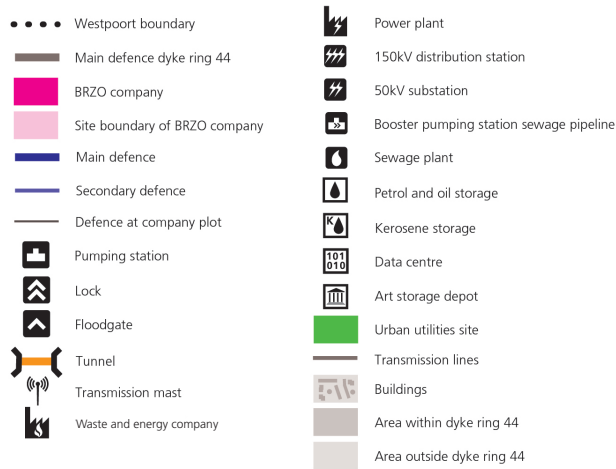 Westpoort boundary
Main defence dyke ring 44
BRZO company
Site boundary of BRZO company
Main defence
Secondary defence
Defence at company plot
Pumping station
Lock
Floodgate
Tunnel
Transmission mast
Waste and energy company
Power plant
150kV distribution station
50kV substation
Booster pumping station sewage pipeline
Sewage plant
Petrol and oil storage
K
Kerosene storage
101
010
Data centre
Art storage depot
Urban utilities site
Transmission lines
Buildings
Area within dyke ring 44
Area outside dyke ring 44